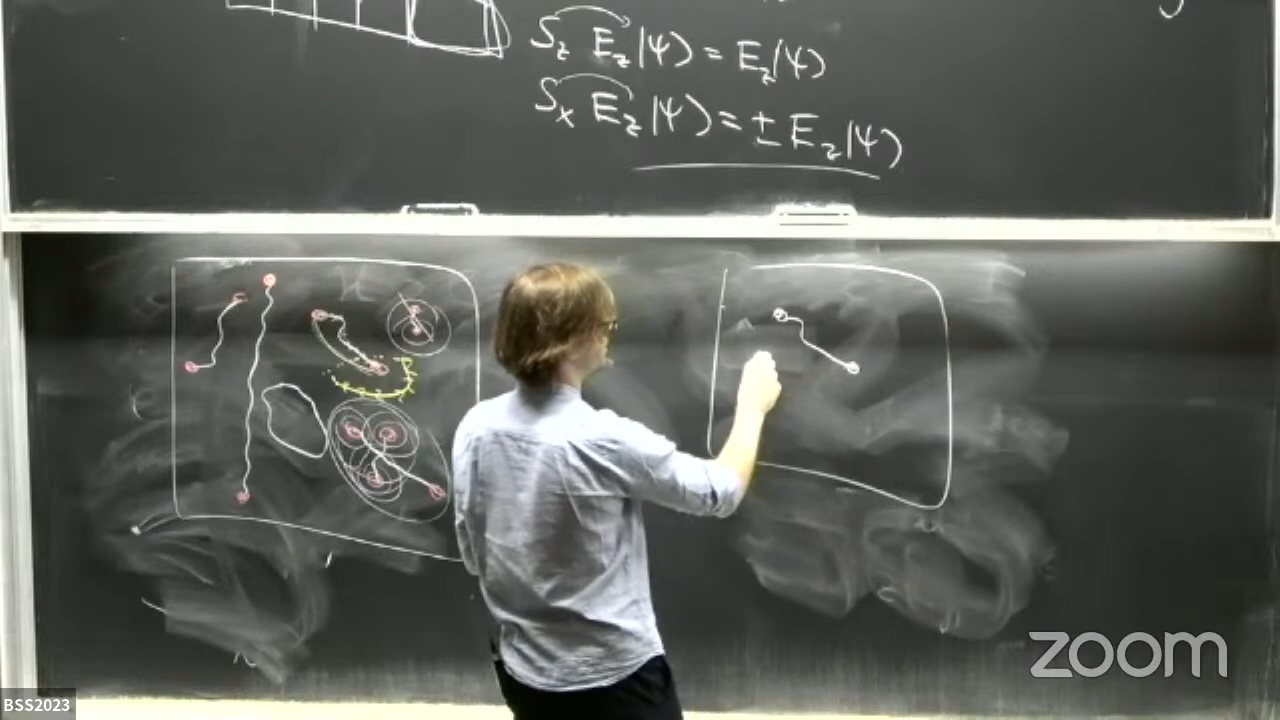 S_z E_z|ψ⟩ = E_z|ψ⟩
S_x E_z|ψ⟩ = ± E_z|ψ⟩
zoom
BSS2023